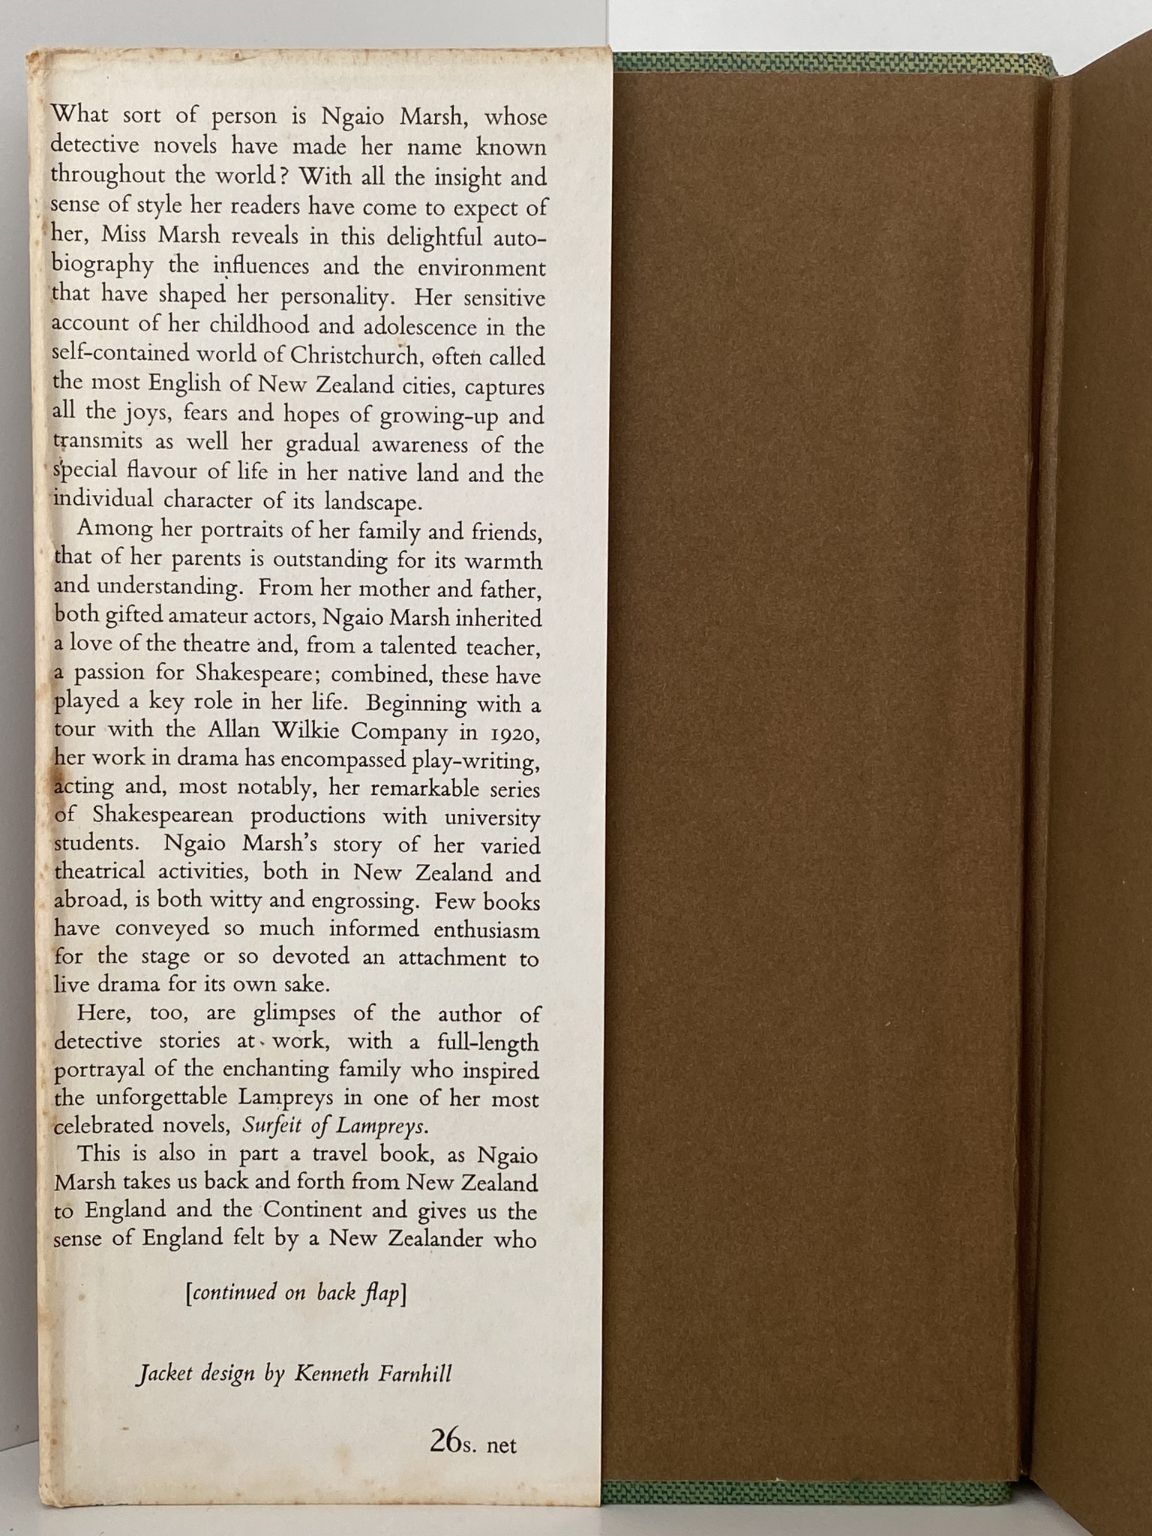 What sort of person is Ngaio Marsh, whose
detective novels have made her name known
throughout the world? With all the insight and
sense of style her readers have come to expect of
her, Miss Marsh reveals in this delightful auto-
biography the influences and the environment
that have shaped her personality. Her sensitive
account of her childhood and adolescence in the
self-contained world of Christchurch, often called
the most English of New Zealand cities, captures
all the joys, fears and hopes of growing-up and
transmits as well her gradual awareness of the
special flavour of life in her native land and the
individual character of its landscape.
Among her portraits of her family and friends,
that of her parents is outstanding for its warmth
and understanding. From her mother and father,
both gifted amateur actors, Ngaio Marsh inherited
a love of the theatre and, from a talented teacher,
a passion for Shakespeare; combined, these have
played a key role in her life. Beginning with a
tour with the Allan Wilkie Company in 1920,
her work in drama has encompassed play-writing,
acting and, most notably, her remarkable series
of Shakespearean productions with university
students. Ngaio Marsh's story of her varied
theatrical activities, both in New Zealand and
abroad, is both witty and engrossing. Few books
have conveyed so much informed enthusiasm
for the stage or so devoted an attachment to
live drama for its own sake.
Here, too, are glimpses of the author of
detective stories at work, with a full-length
portrayal of the enchanting family who inspired
the unforgettable Lampreys in one of her most
celebrated novels, Surfeit of Lampreys.
This is also in part a travel book, as Ngaio
Marsh takes us back and forth from New Zealand
to England and the Continent and gives us the
sense of England felt by a New Zealander who
[continued on back flap]
Jacket design by Kenneth Farnhill
26s. net